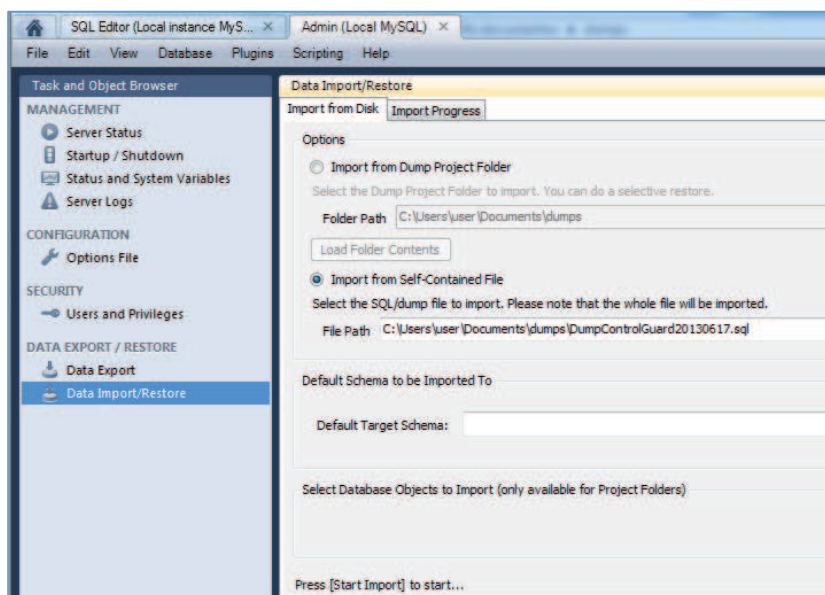 SQL Editor (Local instance MyS... ×
Admin (Local MySQL) ×
File Edit View Database Plugins Scripting Help
Task and Object Browser
MANAGEMENT
Server Status
Startup / Shutdown
Status and System Variables
Server Logs
CONFIGURATION
Options File
SECURITY
Users and Privileges
DATA EXPORT / RESTORE
Data Export
Data Import/Restore
Data Import/Restore
Import from Disk
Import Progress
Options
Import from Dump Project Folder
Select the Dump Project Folder to import. You can do a selective restore.
Folder Path C:\Users\user\Documents\dumps
Load Folder Contents
Import from Self-Contained File
Select the SQL/dump file to import. Please note that the whole file will be imported.
File Path C:\Users\user\Documents\dumps\DumpControlGuard20130617.sql
Default Schema to be Imported To
Default Target Schema:
Select Database Objects to Import (only available for Project Folders)
Press [Start Import] to start...